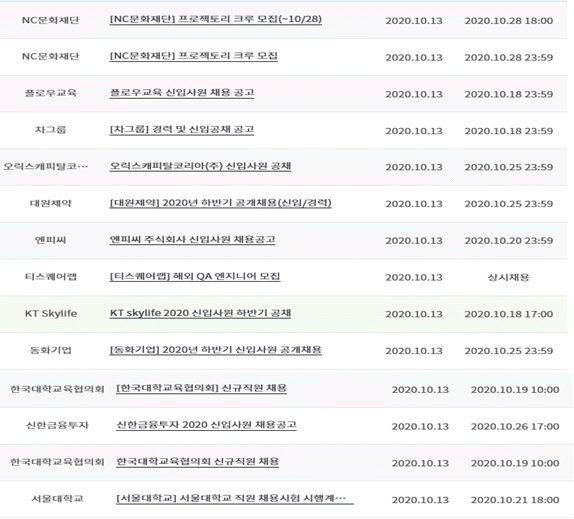 NC문화재단 [NC문화재단] 프로젝토리 크루 모집(~10/28) 2020.10.13 2020.10.28 18:00
NC문화재단 [NC문화재단] 프로젝토리 크루 모집 2020.10.13 2020.10.28 23:59
플로우교육 플로우교육 신입사원 채용 공고 2020.10.13 2020.10.18 23:59
차그룹 [차그룹] 경력 및 신입공채 공고 2020.10.13 2020.10.18 23:59
오릭스캐피탈코… 오릭스캐피탈코리아(주) 신입사원 공채 2020.10.13 2020.10.25 23:59
대원제약 [대원제약] 2020년 하반기 공개채용(신입/경력) 2020.10.13 2020.10.25 23:59
엔피씨 엔피씨 주식회사 신입사원 채용공고 2020.10.13 2020.10.20 23:59
티스퀘어랩 [티스퀘어랩] 해외 QA 엔지니어 모집 2020.10.13 상시채용
KT Skylife KT skylife 2020 신입사원 하반기 공채 2020.10.13 2020.10.18 17:00
동화기업 [동화기업] 2020년 하반기 신입사원 공개채용 2020.10.13 2020.10.25 23:59
한국대학교육협의회 [한국대학교육협의회] 신규직원 채용 2020.10.13 2020.10.19 10:00
신한금융투자 신한금융투자 2020 신입사원 채용공고 2020.10.13 2020.10.26 17:00
한국대학교육협의회 한국대학교육협의회 신규직원 채용 2020.10.13 2020.10.19 10:00
서울대학교 [서울대학교] 서울대학교 직원 채용시험 시행계… 2020.10.13 2020.10.21 18:00